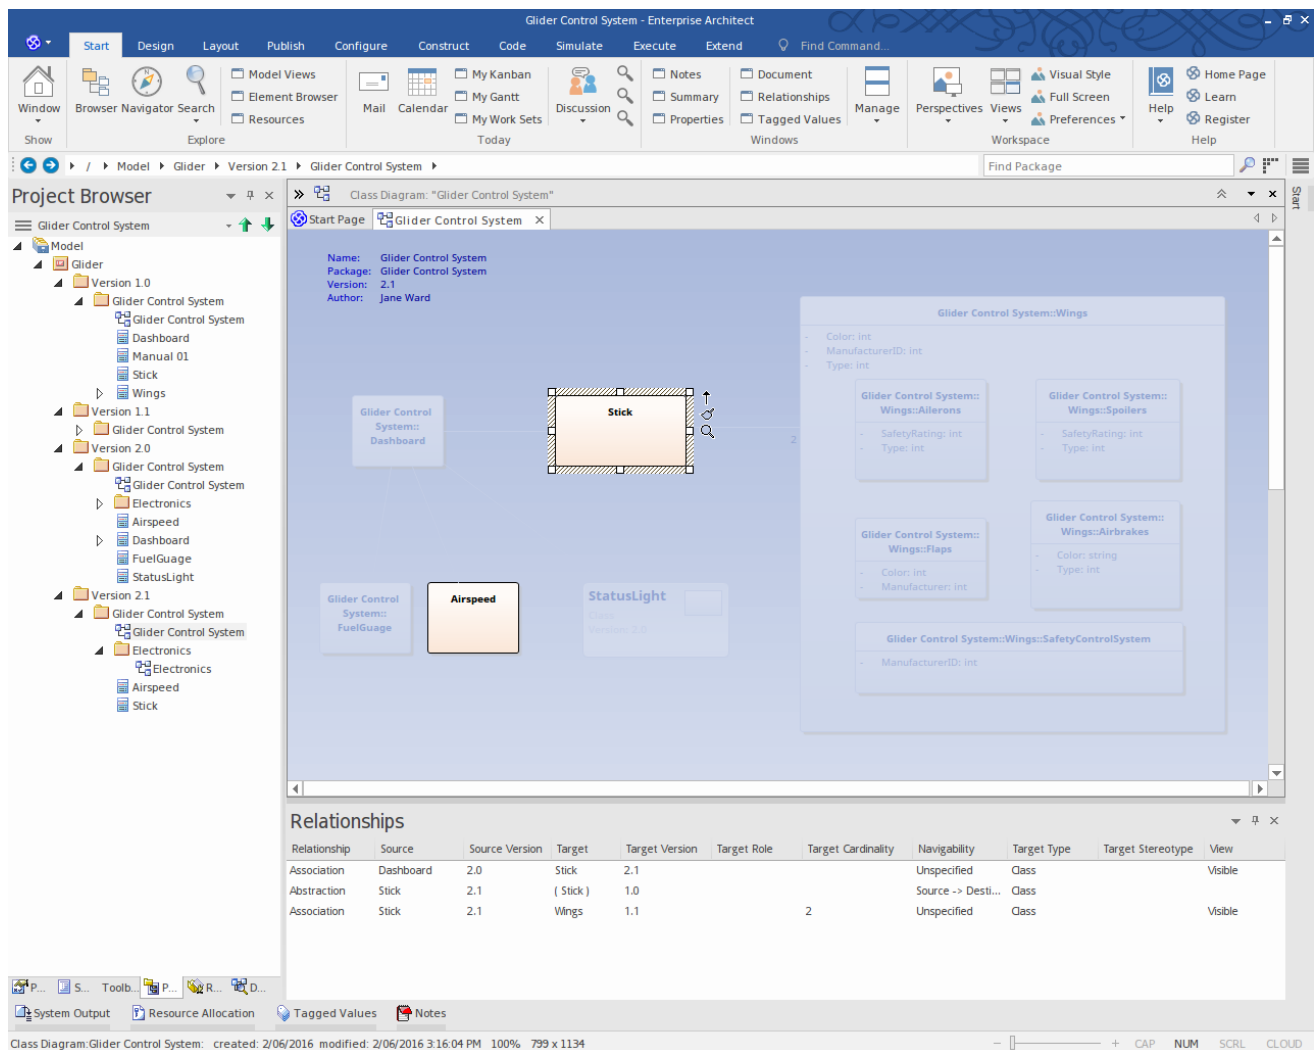 Glider Control System - Enterprise Architect
Start Design Layout Publish Configure Construct Code Simulate Execute Extend Find Command...
Window Browser Navigator Search Model Views Element Browser Resources Mail Calendar My Kanban My Gantt My Work Sets Discussion Notes Summary Properties Document Relationships Tagged Values Manage Perspectives Views Visual Style Full Screen Preferences Help Home Page Learn Register
Show Explore Today Windows Workspace Help
/ Model Glider Version 2.1 Glider Control System Find Package
Project Browser
Glider Control System
Model
Glider
Version 1.0
Glider Control System
Glider Control System
Dashboard
Manual 01
Stick
Wings
Version 1.1
Glider Control System
Version 2.0
Glider Control System
Glider Control System
Electronics
Airspeed
Dashboard
FuelGuage
StatusLight
Version 2.1
Glider Control System
Glider Control System
Electronics
Electronics
Airspeed
Stick
P... S... Toolb... P... R... D...
Class Diagram: "Glider Control System"
Start
Start Page Glider Control System
Name: Glider Control System
Package: Glider Control System
Version: 2.1
Author: Jane Ward
Glider Control
System::
Dashboard
Stick
2
Glider Control
System::
FuelGuage
Airspeed
StatusLight
Class
Version: 2.0
Glider Control System::Wings
- Color: int
- ManufacturerID: int
- Type: int
Glider Control System::
Wings::Ailerons
- SafetyRating: int
- Type: int
Glider Control System::
Wings::Spoilers
- SafetyRating: int
- Type: int
Glider Control System::
Wings::Flaps
- Color: int
- Manufacturer: int
Glider Control System::
Wings::Airbrakes
- Color: string
- Type: int
Glider Control System::Wings::SafetyControlSystem
- ManufacturerID: int
Relationships
Relationship Source Source Version Target Target Version Target Role Target Cardinality Navigability Target Type Target Stereotype View
Association Dashboard 2.0 Stick 2.1 Unspecified Class Visible
Abstraction Stick 2.1 ( Stick ) 1.0 Source -> Desti... Class
Association Stick 2.1 Wings 1.1 2 Unspecified Class Visible
System Output Resource Allocation Tagged Values Notes
Class Diagram:Glider Control System: created: 2/06/2016 modified: 2/06/2016 3:16:04 PM 100% 799 x 1134 CAP NUM SCRL CLOUD